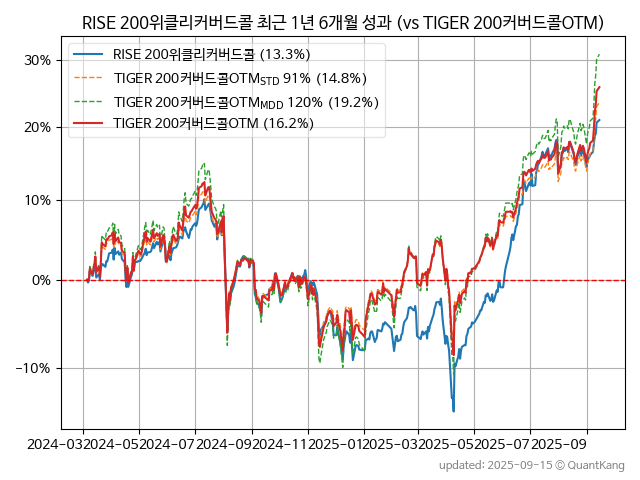 RISE 200위클리커버드콜 최근 1년 6개월 성과 (vs TIGER 200커버드콜OTM)
RISE 200위클리커버드콜 (13.3%)
TIGER 200커버드콜OTM_STD 91% (14.8%)
TIGER 200커버드콜OTM_MDD 120% (19.2%)
TIGER 200커버드콜OTM (16.2%)
30%
20%
10%
0%
−10%
2024-03 2024-05 2024-07 2024-09 2024-11 2025-01 2025-03 2025-05 2025-07 2025-09
updated: 2025-09-15 © QuantKang